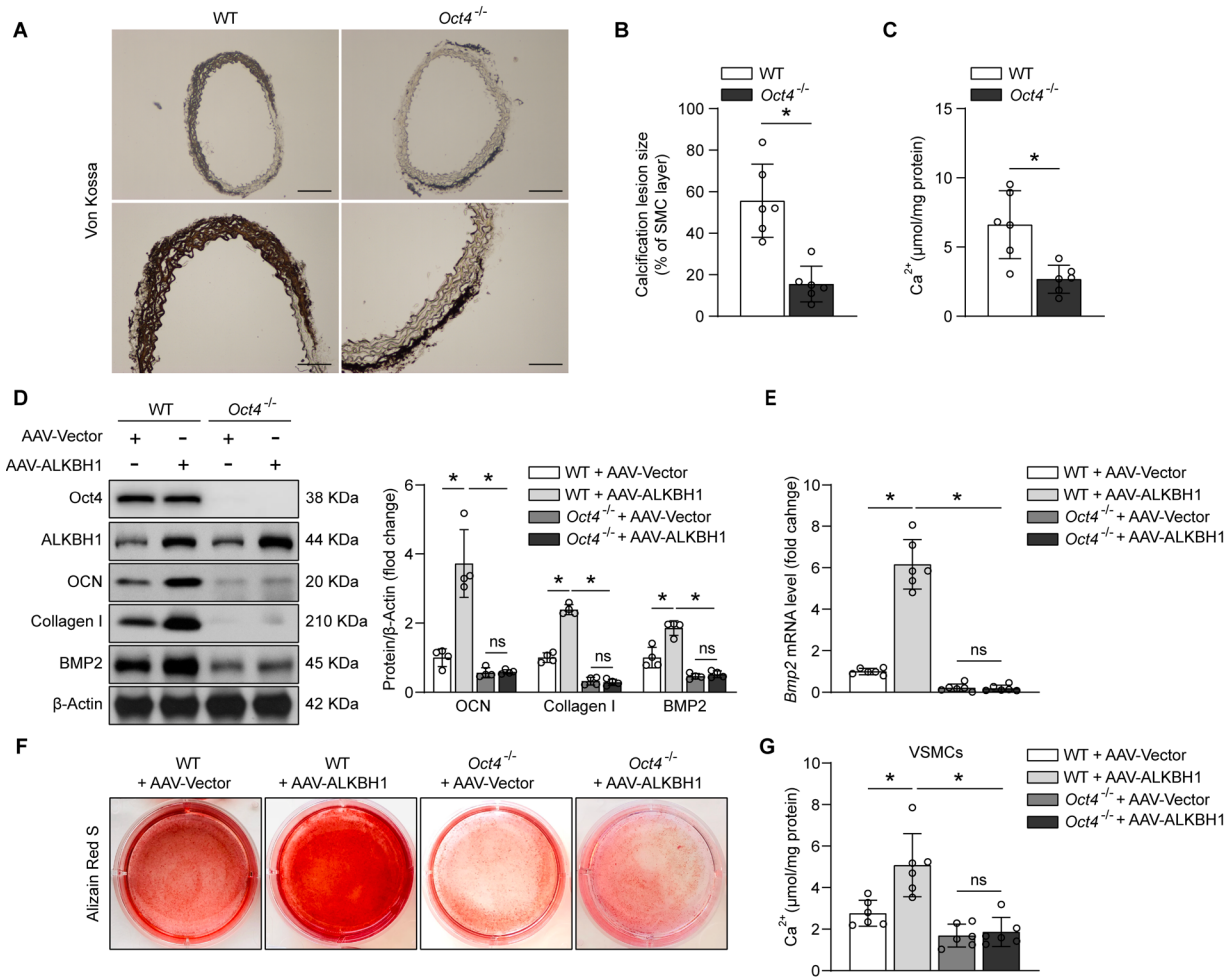 A
WT
Oct4-/-
Von Kossa
B
WT
Oct4-/-
Calcification lesion size
(% of SMC layer)
100
80
60
40
20
0
*
C
WT
Oct4-/-
Ca2+ (μmol/mg protein)
15
10
5
0
*
D
WT
Oct4-/-
AAV-Vector + - + -
AAV-ALKBH1 - + - +
Oct4 38 KDa
ALKBH1 44 KDa
OCN 20 KDa
Collagen I 210 KDa
BMP2 45 KDa
β-Actin 42 KDa
WT + AAV-Vector
WT + AAV-ALKBH1
Oct4-/- + AAV-Vector
Oct4-/- + AAV-ALKBH1
Protein/β-Actin (flod change)
6
4
2
0
* *
* *
* *
ns
ns
ns
OCN
Collagen I
BMP2
E
WT + AAV-Vector
WT + AAV-ALKBH1
Oct4-/- + AAV-Vector
Oct4-/- + AAV-ALKBH1
Bmp2 mRNA level (fold cahnge)
10
8
6
4
2
0
* *
ns
F
WT
+ AAV-Vector
WT
+ AAV-ALKBH1
Oct4-/-
+ AAV-Vector
Oct4-/-
+ AAV-ALKBH1
Alizain Red S
G
VSMCs
WT + AAV-Vector
WT + AAV-ALKBH1
Oct4-/- + AAV-Vector
Oct4-/- + AAV-ALKBH1
Ca2+ (μmol/mg protein)
10
8
6
4
2
0
* *
ns